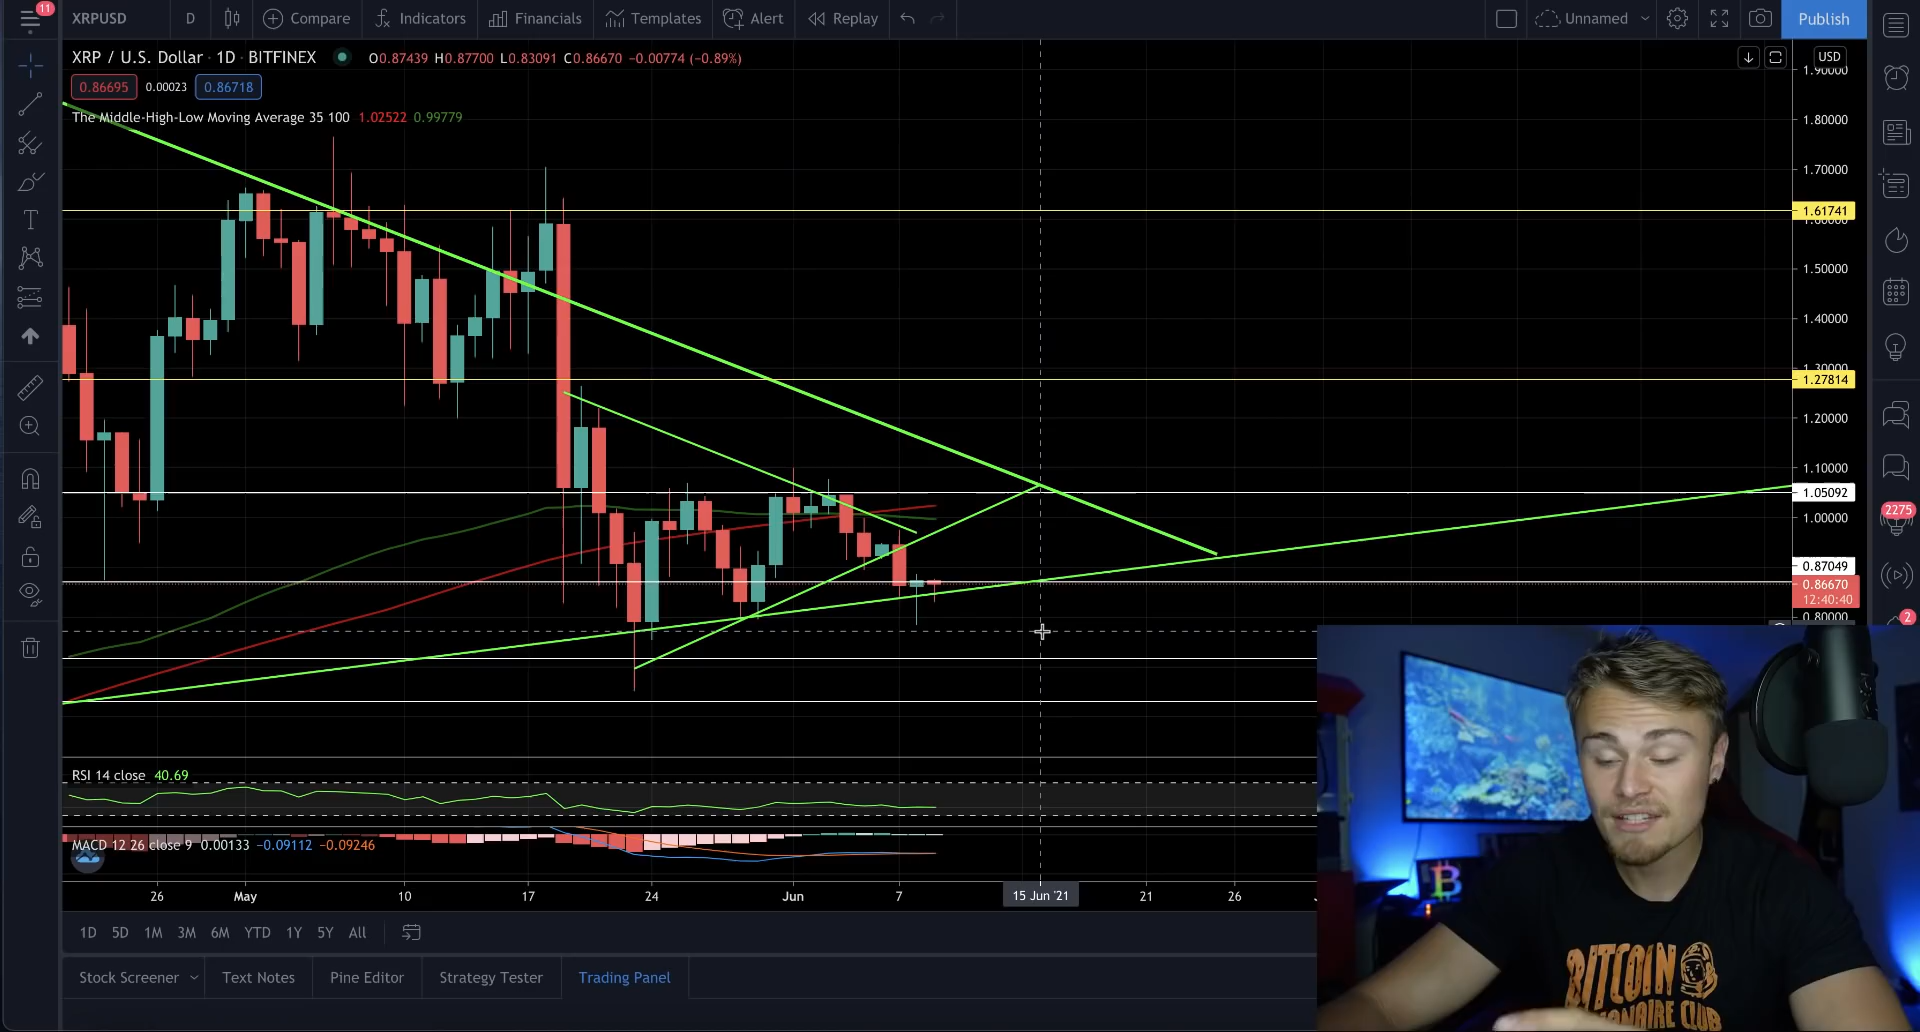 11
XRPUSD D Compare Indicators Financials Templates Alert Replay Unnamed Publish
XRP / U.S. Dollar · 1D · BITFINEX O0.87439 H0.87700 L0.83091 C0.86670 −0.00774 (−0.89%)
USD
0.86695 0.00023 0.86718
The Middle-High-Low Moving Average 35 100 1.02522 0.99779
1.90000
1.80000
1.70000
1.61741
1.50000
1.40000
1.30000
1.27814
1.20000
1.10000
1.05092
1.00000
2275
0.87049
0.86670
12:40:40
0.80000
2
RSI 14 close 40.69
MACD 12 26 close 9 0.00133 −0.09112 −0.09246
26 May 10 17 24 Jun 7 15 Jun '21 21 26
1D 5D 1M 3M 6M YTD 1Y 5Y All
Stock Screener Text Notes Pine Editor Strategy Tester Trading Panel
BITCOIN
CLUB